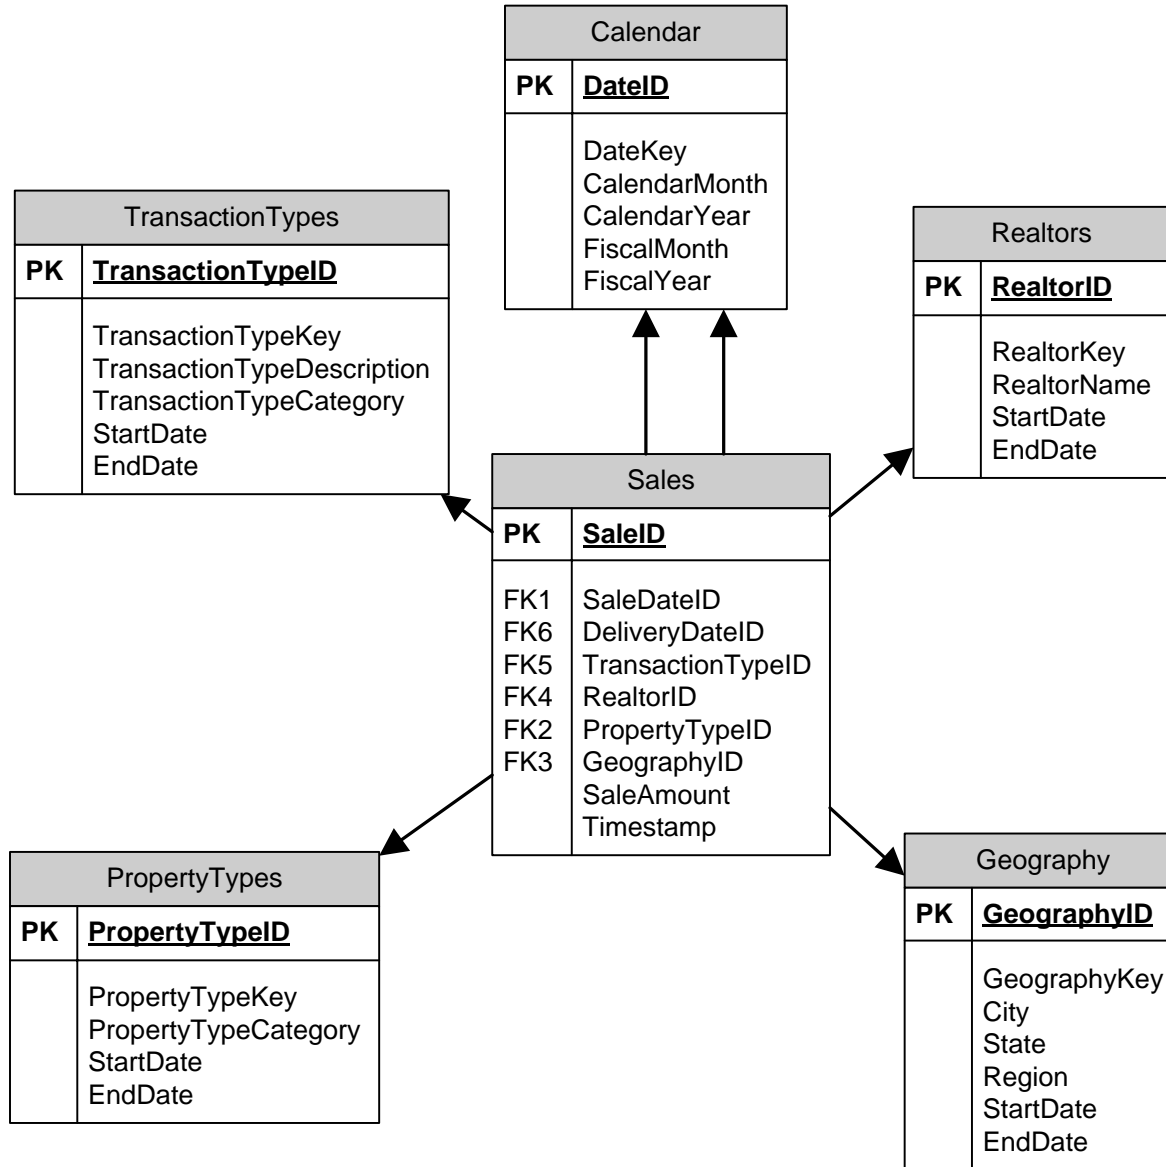 Calendar
PK DateID
DateKey
CalendarMonth
CalendarYear
FiscalMonth
FiscalYear
TransactionTypes
PK TransactionTypeID
TransactionTypeKey
TransactionTypeDescription
TransactionTypeCategory
StartDate
EndDate
Realtors
PK RealtorID
RealtorKey
RealtorName
StartDate
EndDate
Sales
PK SaleID
FK1 SaleDateID
FK6 DeliveryDateID
FK5 TransactionTypeID
FK4 RealtorID
FK2 PropertyTypeID
FK3 GeographyID
SaleAmount
Timestamp
PropertyTypes
PK PropertyTypeID
PropertyTypeKey
PropertyTypeCategory
StartDate
EndDate
Geography
PK GeographyID
GeographyKey
City
State
Region
StartDate
EndDate